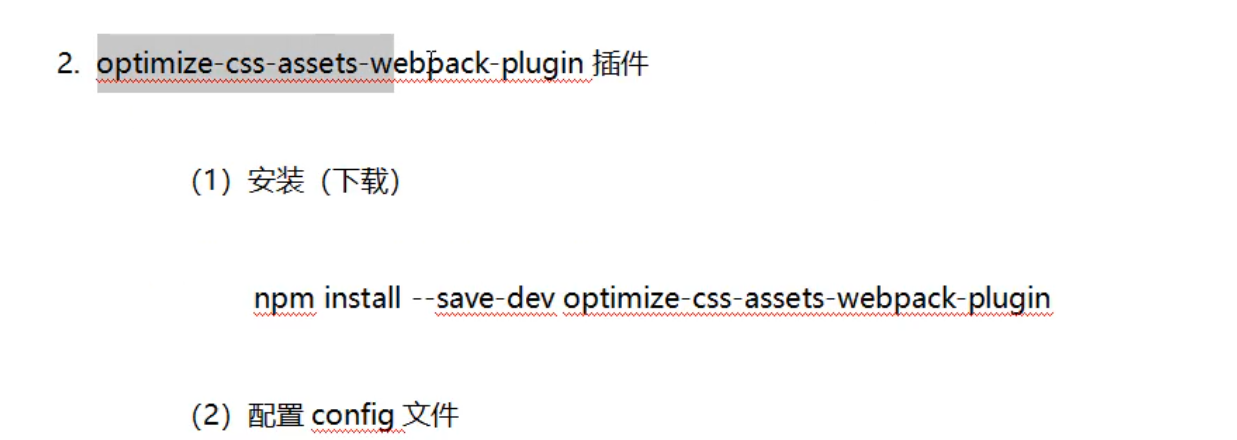 2. optimize-css-assets-webpack-plugin 插件
（1）安装（下载）
npm install --save-dev optimize-css-assets-webpack-plugin
（2）配置 config 文件